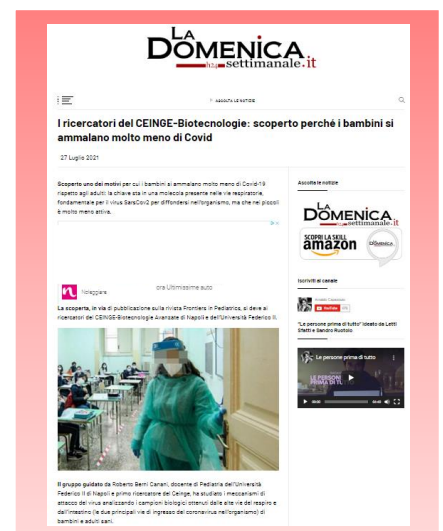 LA
DOMENICA
h24 settimanale.it
ASCOLTA LE NOTIZIE
I ricercatori del CEINGE-Biotecnologie: scoperto perché i bambini si
ammalano molto meno di Covid
27 Luglio 2021
Scoperto uno dei motivi per cui i bambini si ammalano molto meno di Covid-19
rispetto agli adulti: la chiave sta in una molecola presente nelle vie respiratorie,
fondamentale per il virus SarsCov2 per diffondersi nell'organismo, ma che nei piccoli
è molto meno attiva.
noleggiare
ora Ultimissime auto
La scoperta, in via di pubblicazione sulla rivista Frontiers in Pediatrics, si deve ai
ricercatori del CEINGE-Biotecnologie Avanzate di Napoli e dell'Università Federico II.
Il gruppo guidato da Roberto Berni Canani, docente di Pediatria dell'Università
Federico II di Napoli e primo ricercatore del Ceinge, ha studiato i meccanismi di
attacco del virus analizzando i campioni biologici ottenuti dalle alte vie del respiro e
dall'intestino (le due principali vie di ingresso del coronavirus nell'organismo) di
bambini e adulti sani.
Ascolta le notizie
LA
DOMENICA
settimanale.it
SCOPRI LA SKILL
amazon
DOMENICA
Iscriviti al canale
YouTube
"Le persone prima di tutto" ideato da Letti
Sfatti e Sandro Ruotolo
Le persone prima di tutto
LE PERSONE
PRIMA DI TU
00:00